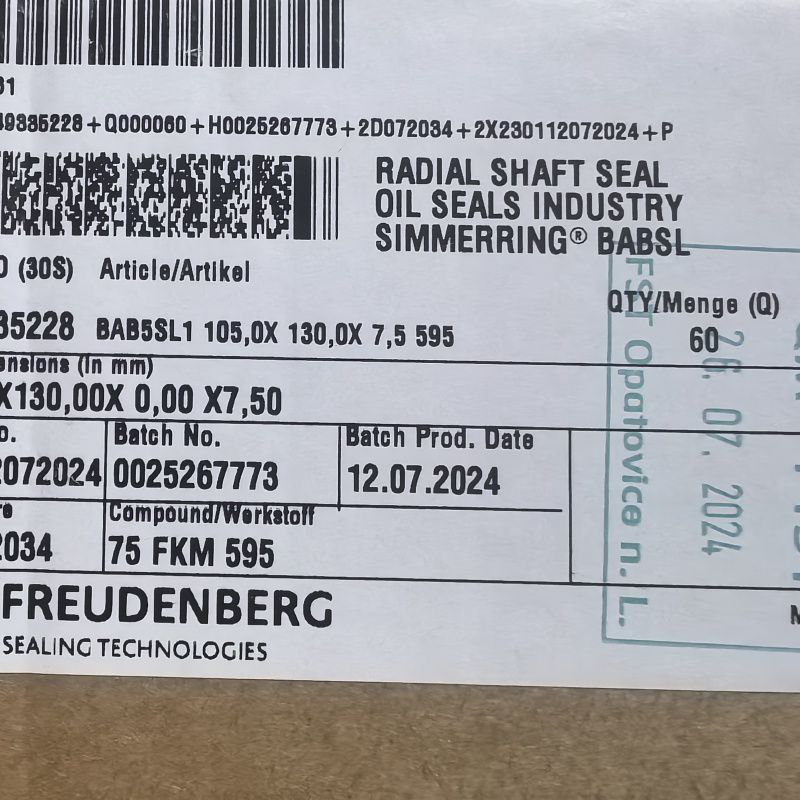 49335228+Q000060+H0025267773+2D072034+2X230112072024+P
RADIAL SHAFT SEAL
OIL SEALS INDUSTRY
SIMMERRING® BABSL
(30S) Article/Artikel
QTY/Menge (Q)
35228 BAB5SL1 105,0X 130,0X 7,5 595
60
(in mm)
X130,00X 0,00 X7,50
Batch No.
Batch Prod. Date
2072024
0025267773
12.07.2024
Compound/Werkstoff
2034
75 FKM 595
FREUDENBERG
SEALING TECHNOLOGIES
FST Opatovice n. L.
26. 07. 2024